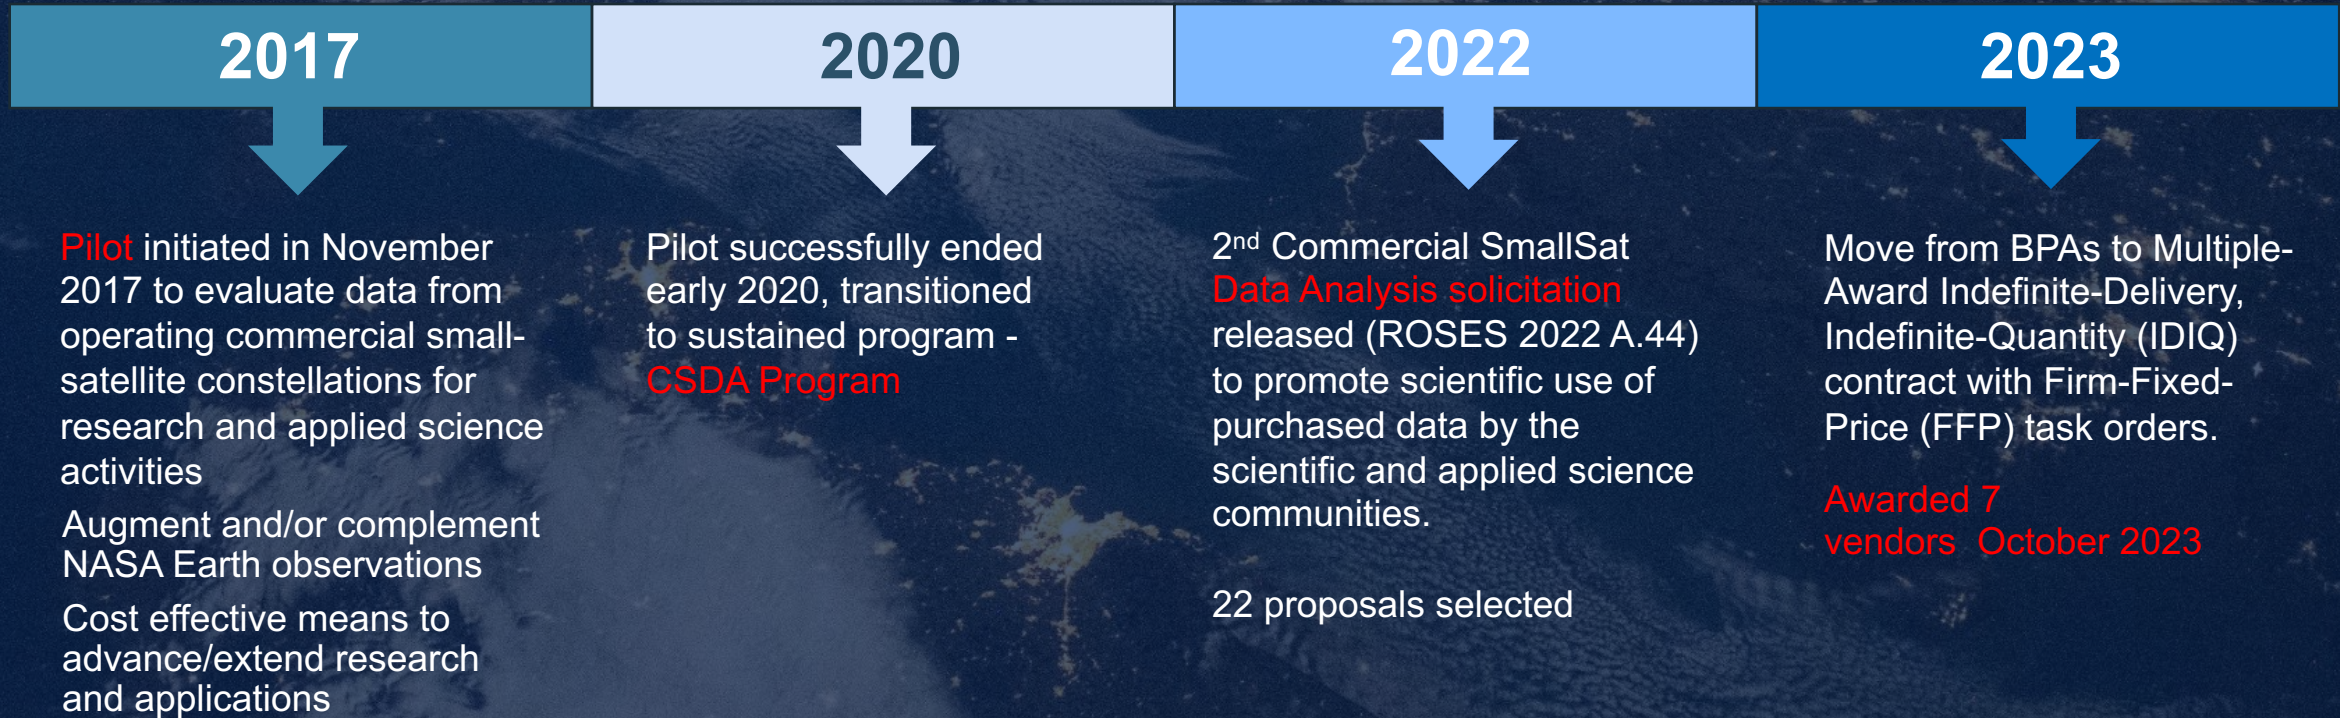 2017
Pilot initiated in November
2017 to evaluate data from
operating commercial small-
satellite constellations for
research and applied science
activities
Augment and/or complement
NASA Earth observations
Cost effective means to
advance/extend research
and applications
2020
Pilot successfully ended
early 2020, transitioned
to sustained program -
CSDA Program
2022
2nd Commercial SmallSat
Data Analysis solicitation
released (ROSES 2022 A.44)
to promote scientific use of
purchased data by the
scientific and applied science
communities.
22 proposals selected
2023
Move from BPAs to Multiple-
Award Indefinite-Delivery,
Indefinite-Quantity (IDIQ)
contract with Firm-Fixed-
Price (FFP) task orders.
Awarded 7
vendors October 2023